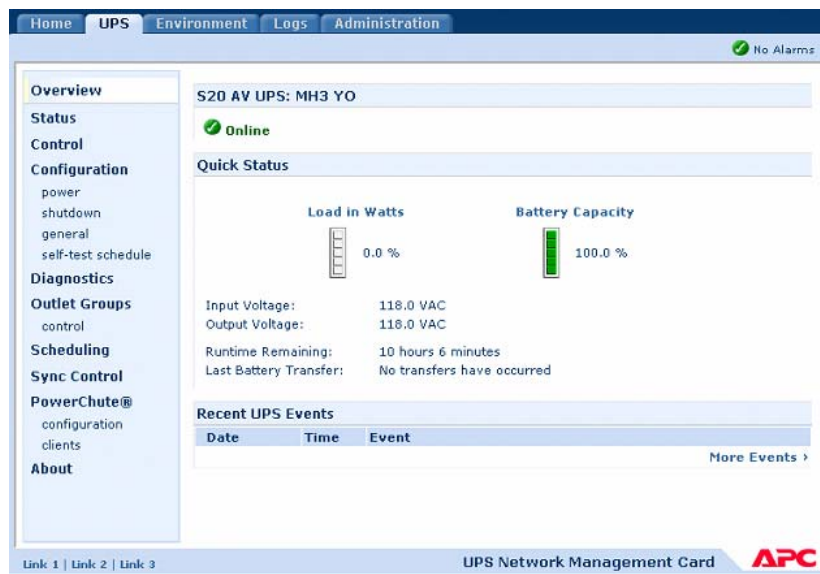 Home UPS Environment Logs Administration
No Alarms
Overview
Status
Control
Configuration
power
shutdown
general
self-test schedule
Diagnostics
Outlet Groups
control
Scheduling
Sync Control
PowerChute®
configuration
clients
About
S20 AV UPS: MH3 YO
Online
Quick Status
Load in Watts Battery Capacity
0.0 % 100.0 %
Input Voltage: 118.0 VAC
Output Voltage: 118.0 VAC
Runtime Remaining: 10 hours 6 minutes
Last Battery Transfer: No transfers have occurred
Recent UPS Events
Date Time Event
More Events ›
Link 1 | Link 2 | Link 3
UPS Network Management Card
APC